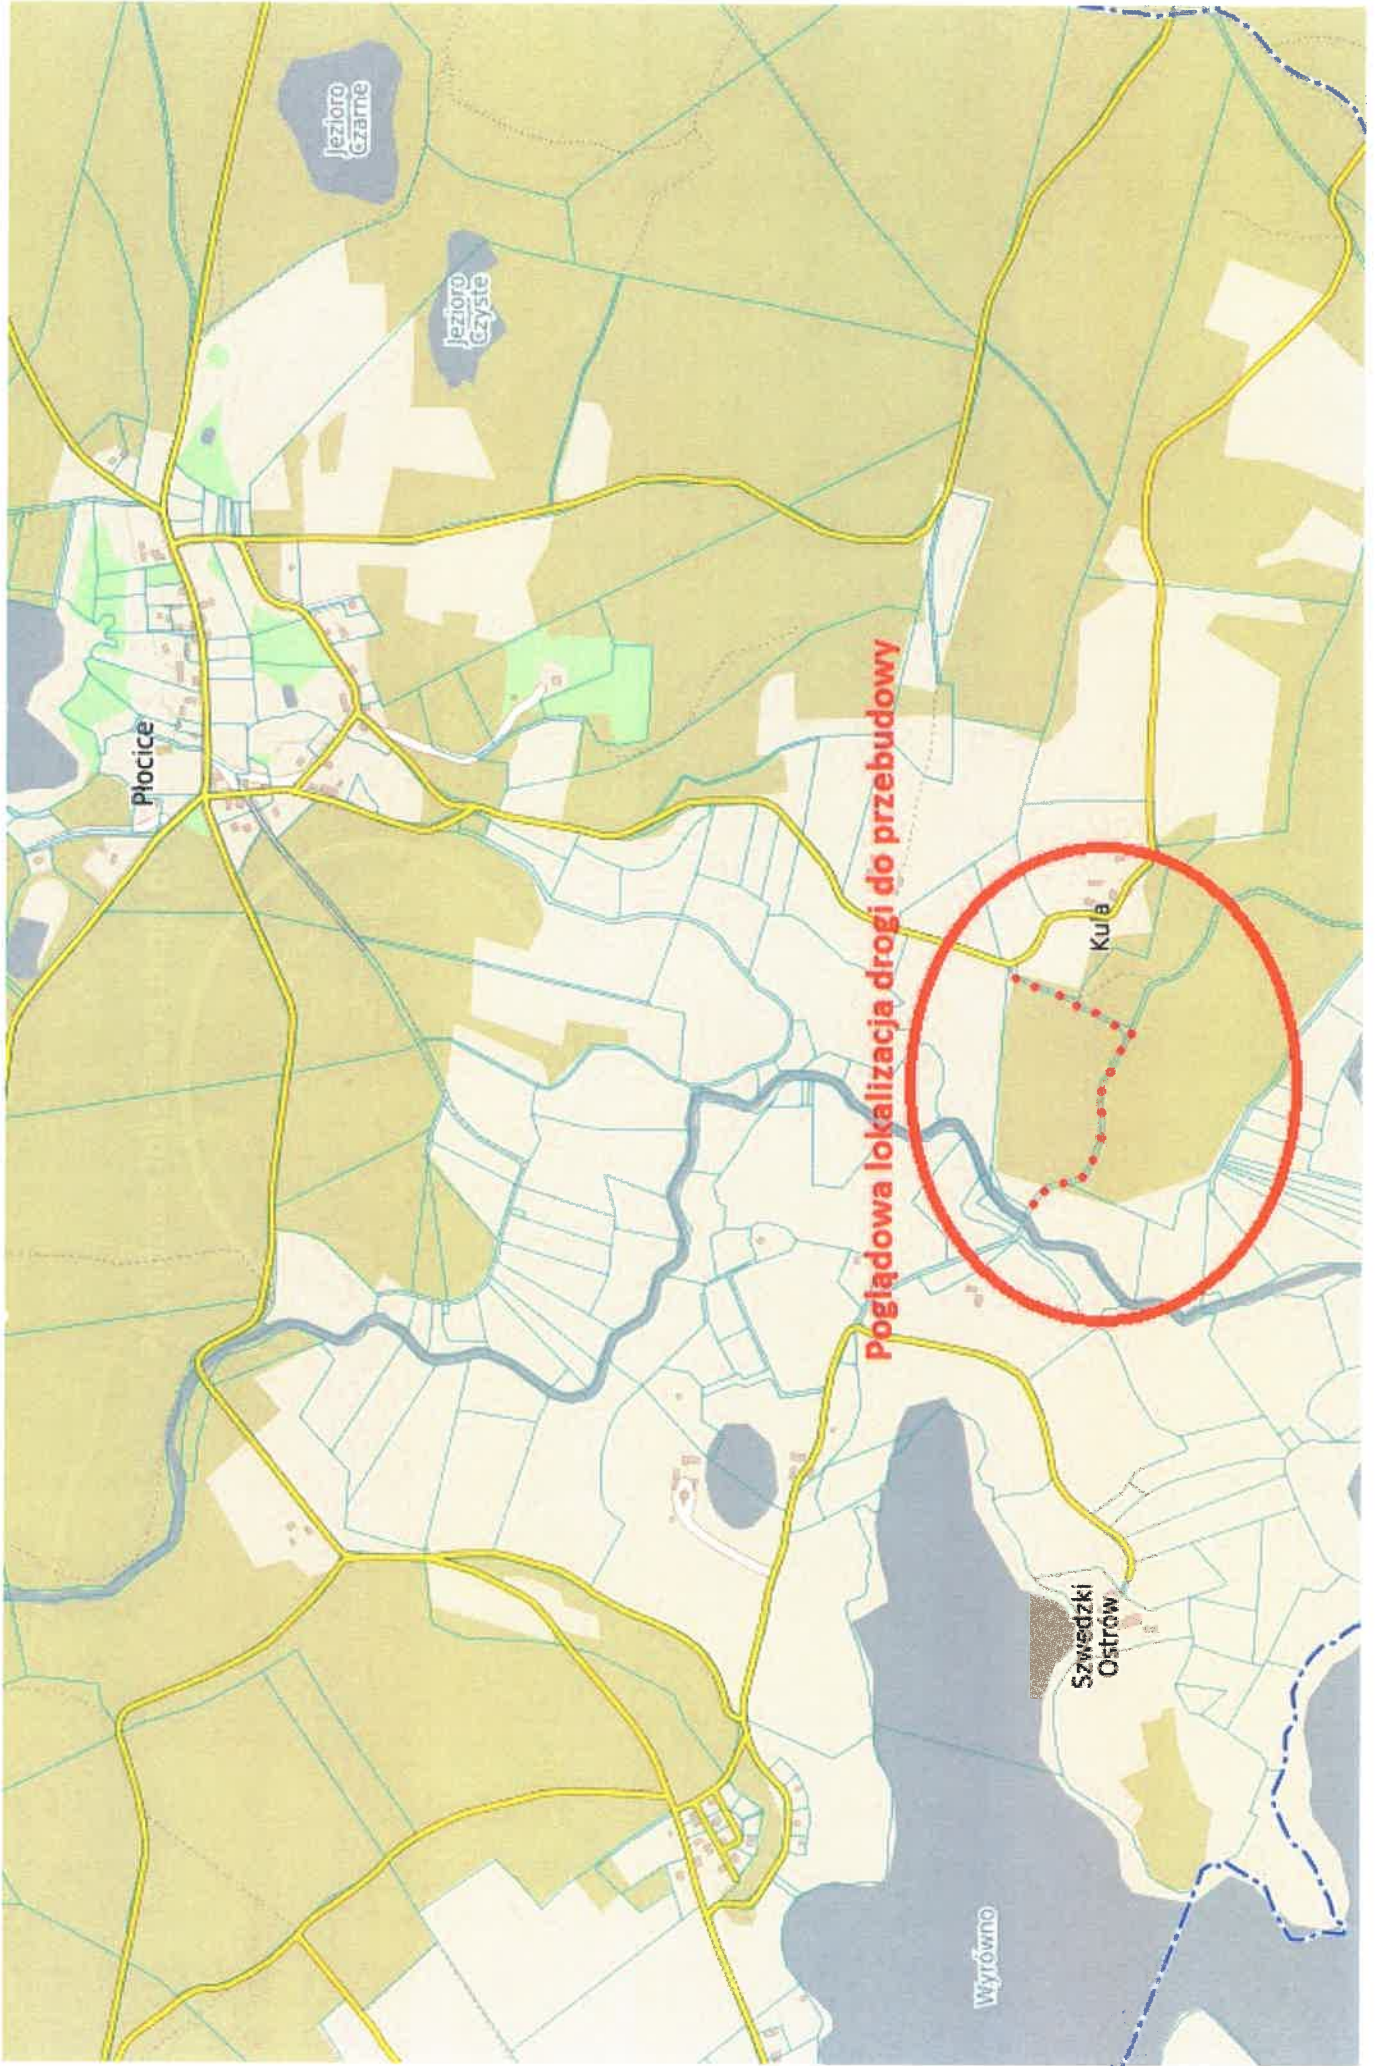 Jezioro
Czarne
Jezioro
Czyste
Płocice
Poglądowa lokalizacja drogi do przebudowy
Kula
Szwedzki
Ostrów
Wyrówno